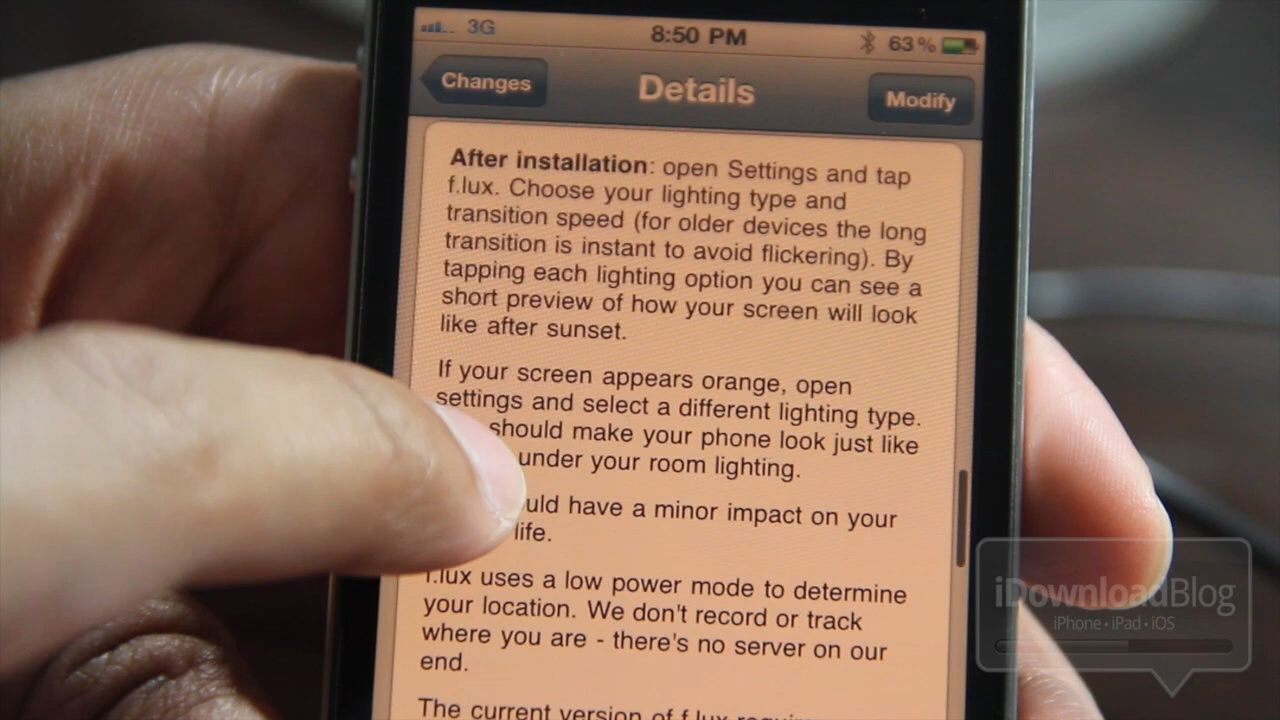 3G 8:50 PM 63%
Changes Details Modify
After installation: open Settings and tap
f.lux. Choose your lighting type and
transition speed (for older devices the long
transition is instant to avoid flickering). By
tapping each lighting option you can see a
short preview of how your screen will look
like after sunset.
If your screen appears orange, open
settings and select a different lighting type.
should make your phone look just like
under your room lighting.
have a minor impact on your
life.
f.lux uses a low power mode to determine
your location. We don't record or track
where you are - there's no server on our
end.
The current version of f.lux
iDownloadBlog
iPhone • iPad • iOS